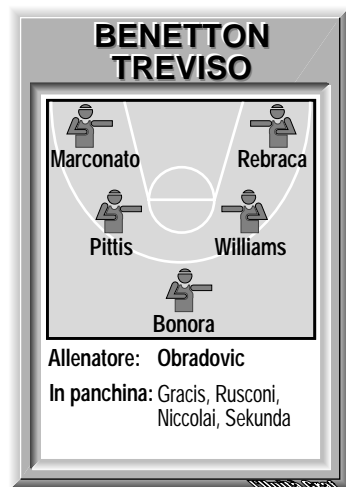 BENETTON
TREVISO
Marconato Rebraca
Pittis Williams
Bonora
Allenatore: Obradovic
In panchina: Gracis, Rusconi,
Niccolai, Sekunda